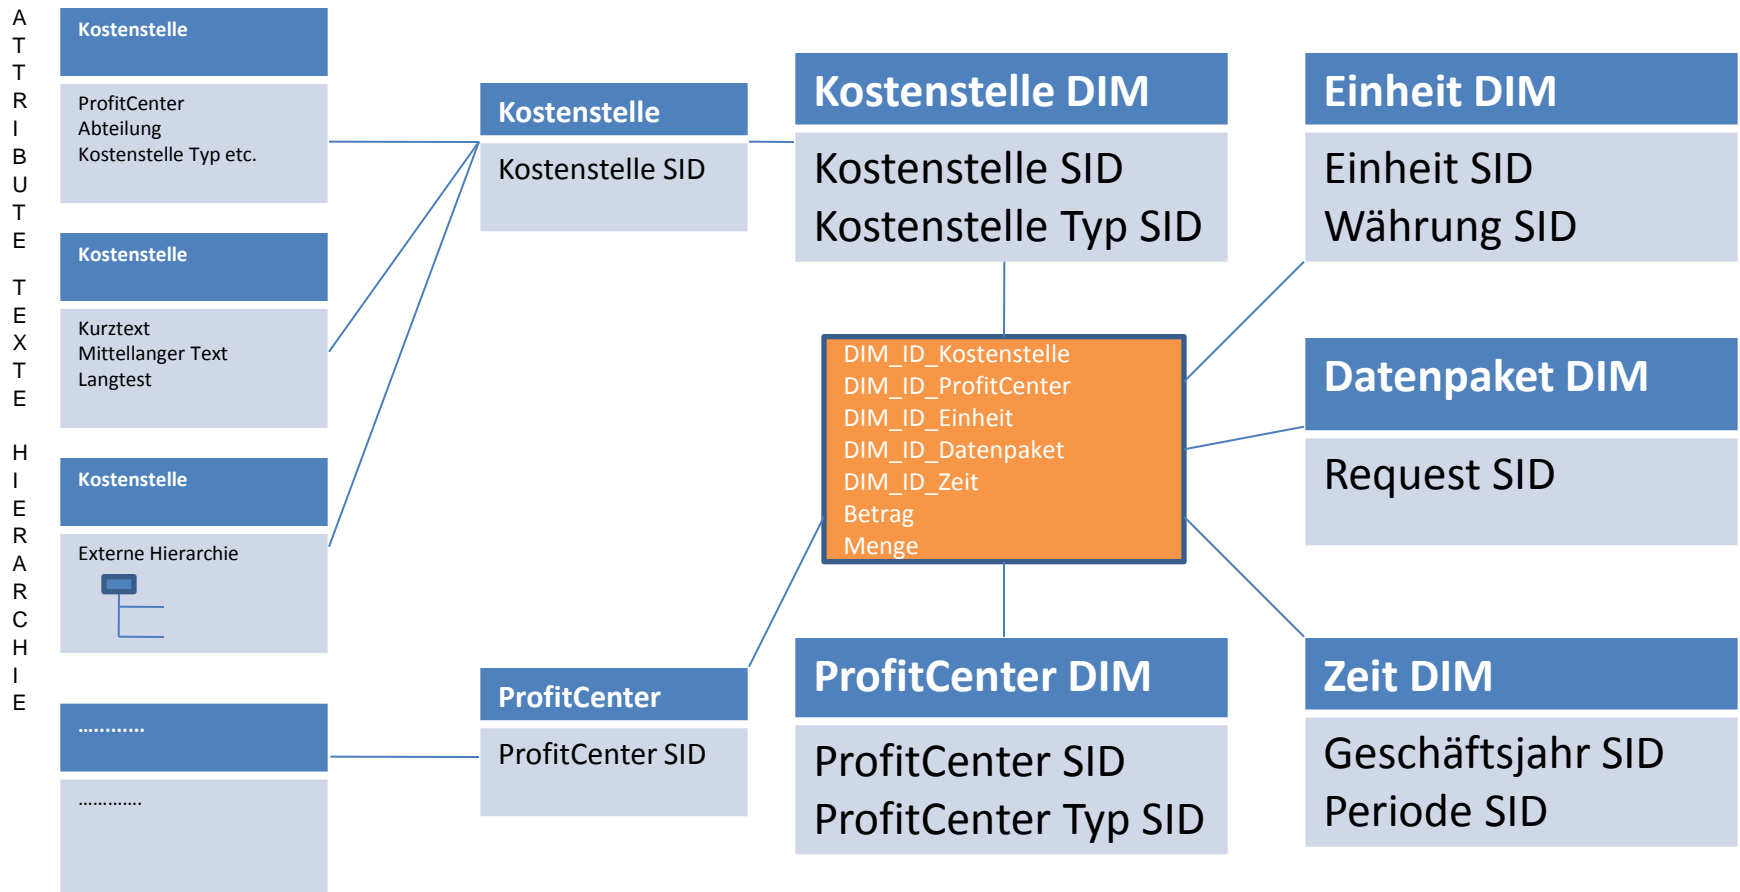 ATTRIBUTE TEXTE HIERARCHIE
Kostenstelle
ProfitCenter
Abteilung
Kostenstelle Typ etc.
Kostenstelle
Kurztext
Mittellanger Text
Langtest
Kostenstelle
Externe Hierarchie
..............
.............
Kostenstelle
Kostenstelle SID
ProfitCenter
ProfitCenter SID
Kostenstelle DIM
Kostenstelle SID
Kostenstelle Typ SID
DIM_ID_Kostenstelle
DIM_ID_ProfitCenter
DIM_ID_Einheit
DIM_ID_Datenpaket
DIM_ID_Zeit
Betrag
Menge
ProfitCenter DIM
ProfitCenter SID
ProfitCenter Typ SID
Einheit DIM
Einheit SID
Währung SID
Datenpaket DIM
Request SID
Zeit DIM
Geschäftsjahr SID
Periode SID